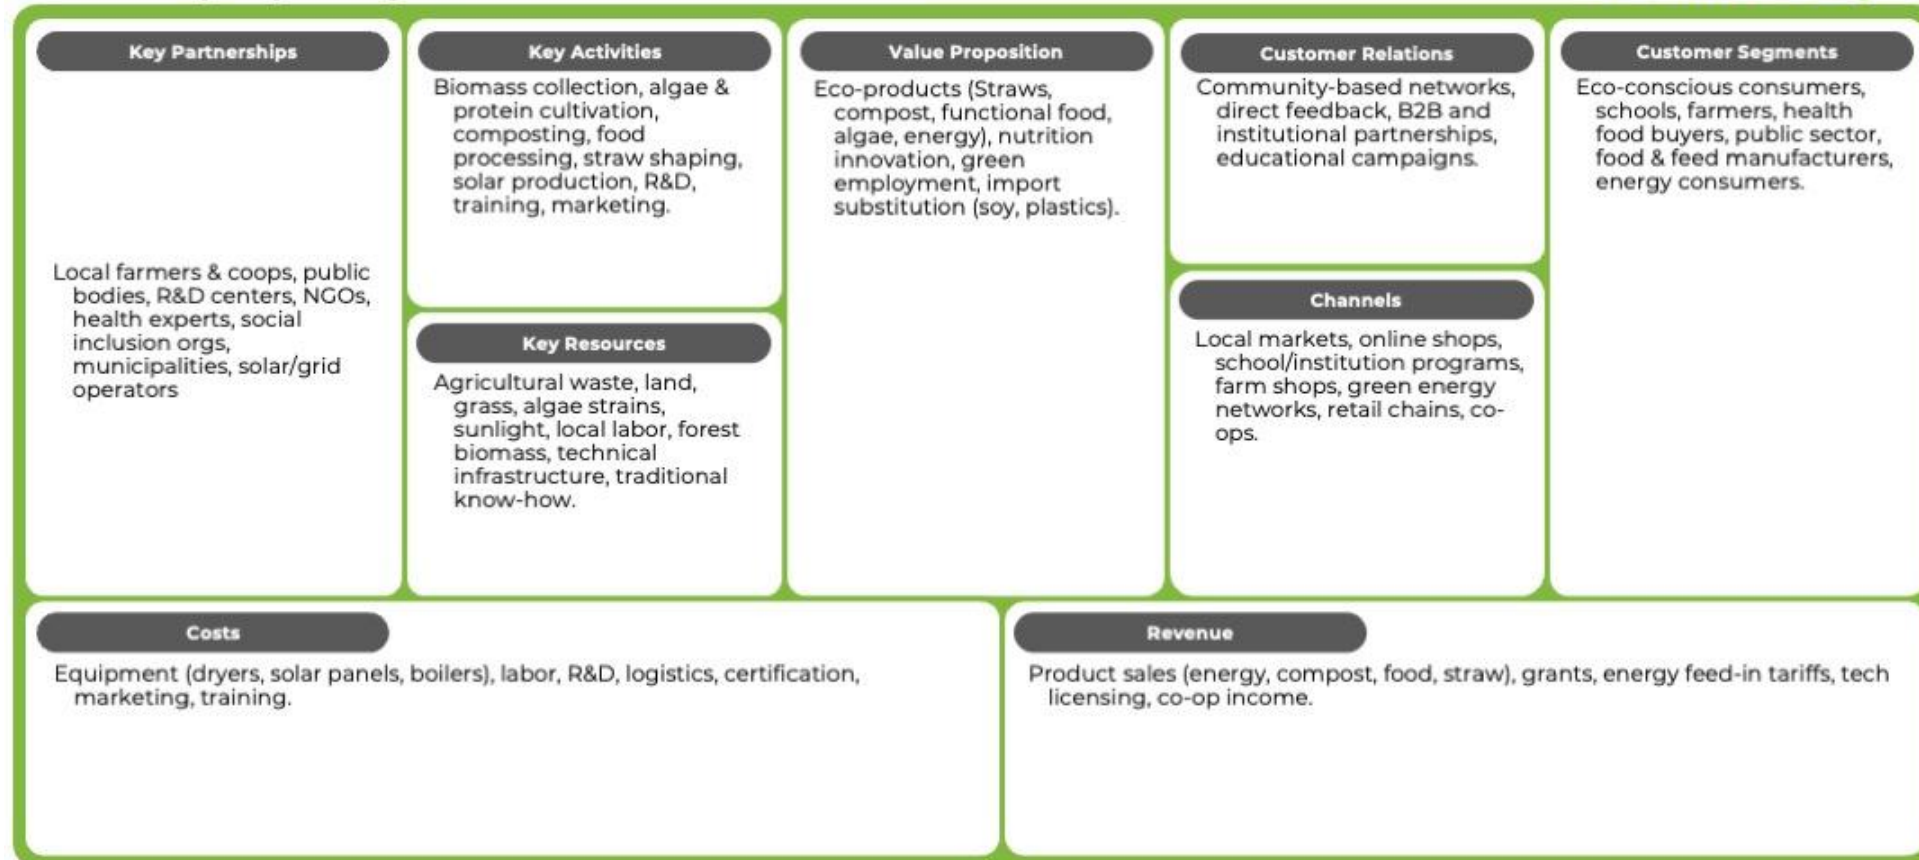 Key Partnerships
Local farmers & coops, public
bodies, R&D centers, NGOs,
health experts, social
inclusion orgs,
municipalities, solar/grid
operators
Key Activities
Biomass collection, algae &
protein cultivation,
composting, food
processing, straw shaping,
solar production, R&D,
training, marketing.
Key Resources
Agricultural waste, land,
grass, algae strains,
sunlight, local labor, forest
biomass, technical
infrastructure, traditional
know-how.
Value Proposition
Eco-products (Straws,
compost, functional food,
algae, energy), nutrition
innovation, green
employment, import
substitution (soy, plastics).
Customer Relations
Community-based networks,
direct feedback, B2B and
institutional partnerships,
educational campaigns.
Channels
Local markets, online shops,
school/institution programs,
farm shops, green energy
networks, retail chains, co-
ops.
Customer Segments
Eco-conscious consumers,
schools, farmers, health
food buyers, public sector,
food & feed manufacturers,
energy consumers.
Costs
Equipment (dryers, solar panels, boilers), labor, R&D, logistics, certification,
marketing, training.
Revenue
Product sales (energy, compost, food, straw), grants, energy feed-in tariffs, tech
licensing, co-op income.